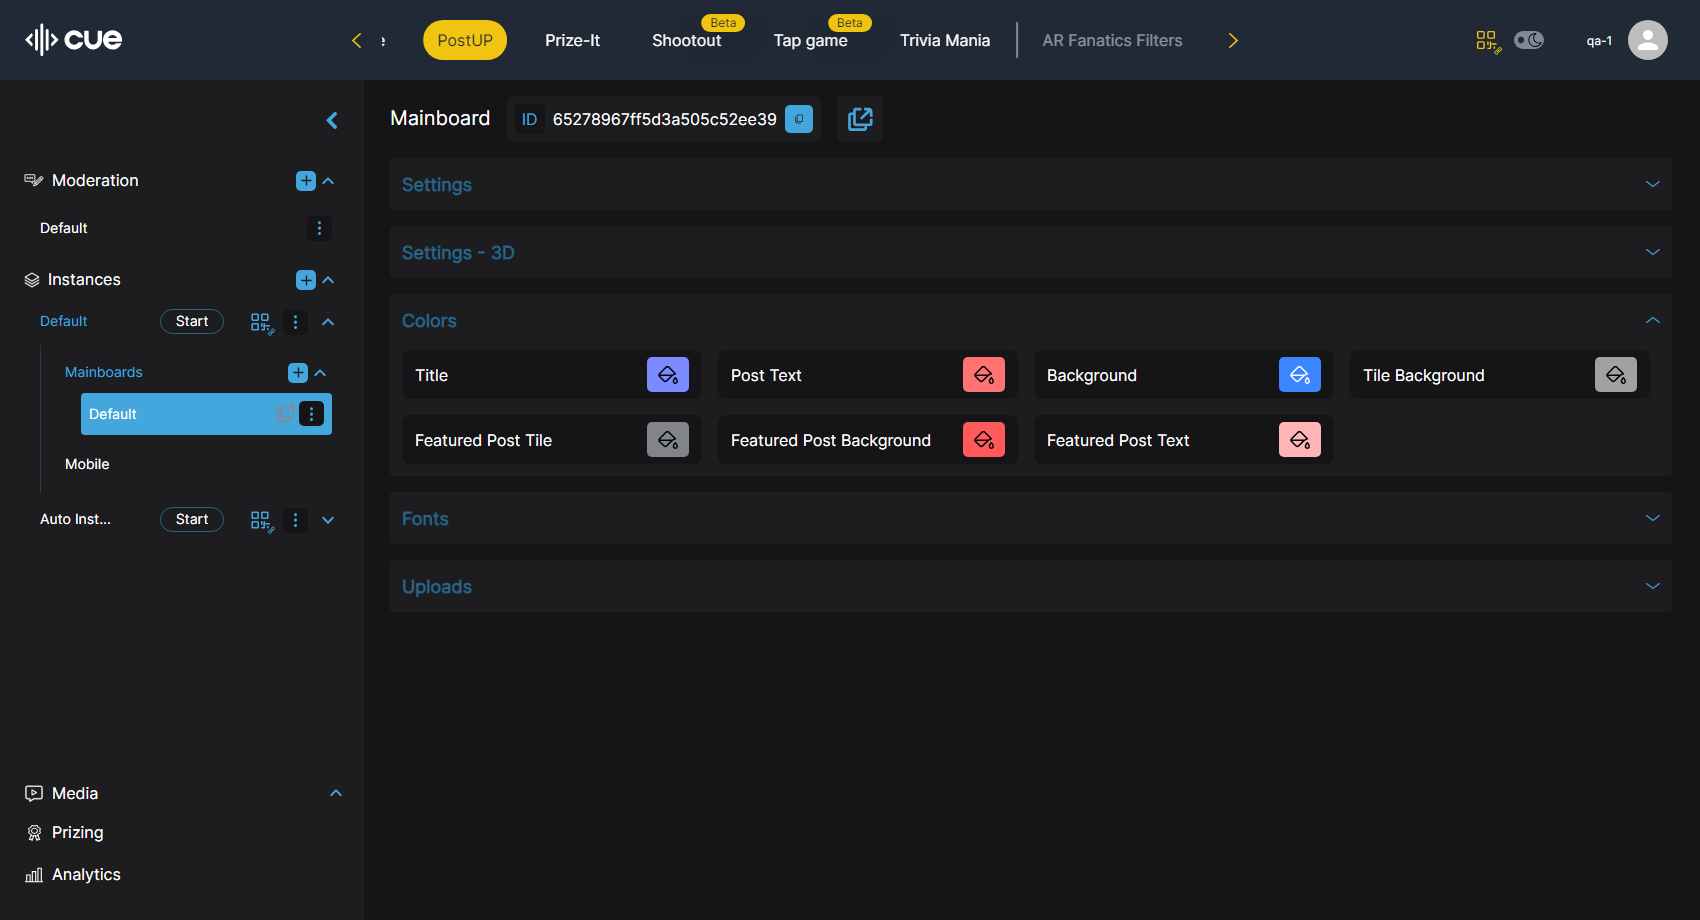 cue
e
PostUP
Prize-It
Shootout
Beta
Tap game
Beta
Trivia Mania
AR Fanatics Filters
qa-1
Moderation
Default
Instances
Default
Start
Mainboards
Default
Mobile
Auto Inst...
Start
Media
Prizing
Analytics
Mainboard
ID 65278967ff5d3a505c52ee39
Settings
Settings - 3D
Colors
Title
Post Text
Background
Tile Background
Featured Post Tile
Featured Post Background
Featured Post Text
Fonts
Uploads